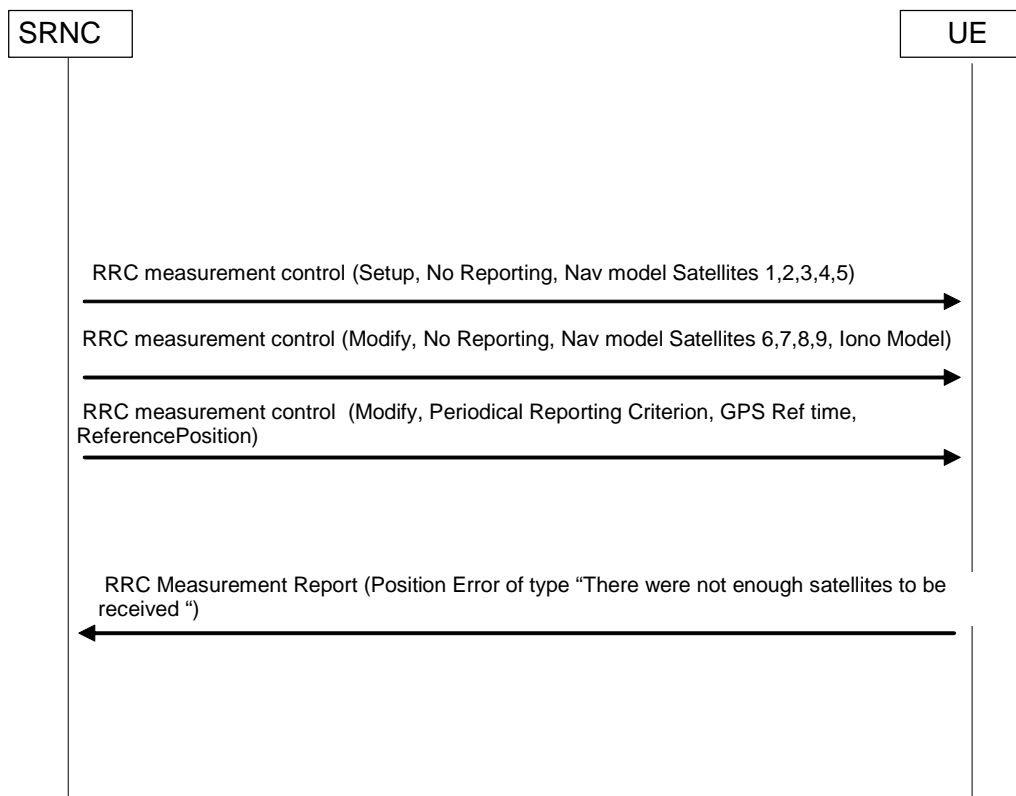 SRNC
UE
RRC measurement control (Setup, No Reporting, Nav model Satellites 1,2,3,4,5)
RRC measurement control (Modify, No Reporting, Nav model Satellites 6,7,8,9, Iono Model)
RRC measurement control (Modify, Periodical Reporting Criterion, GPS Ref time,
ReferencePosition)
RRC Measurement Report (Position Error of type “There were not enough satellites to be
received “)